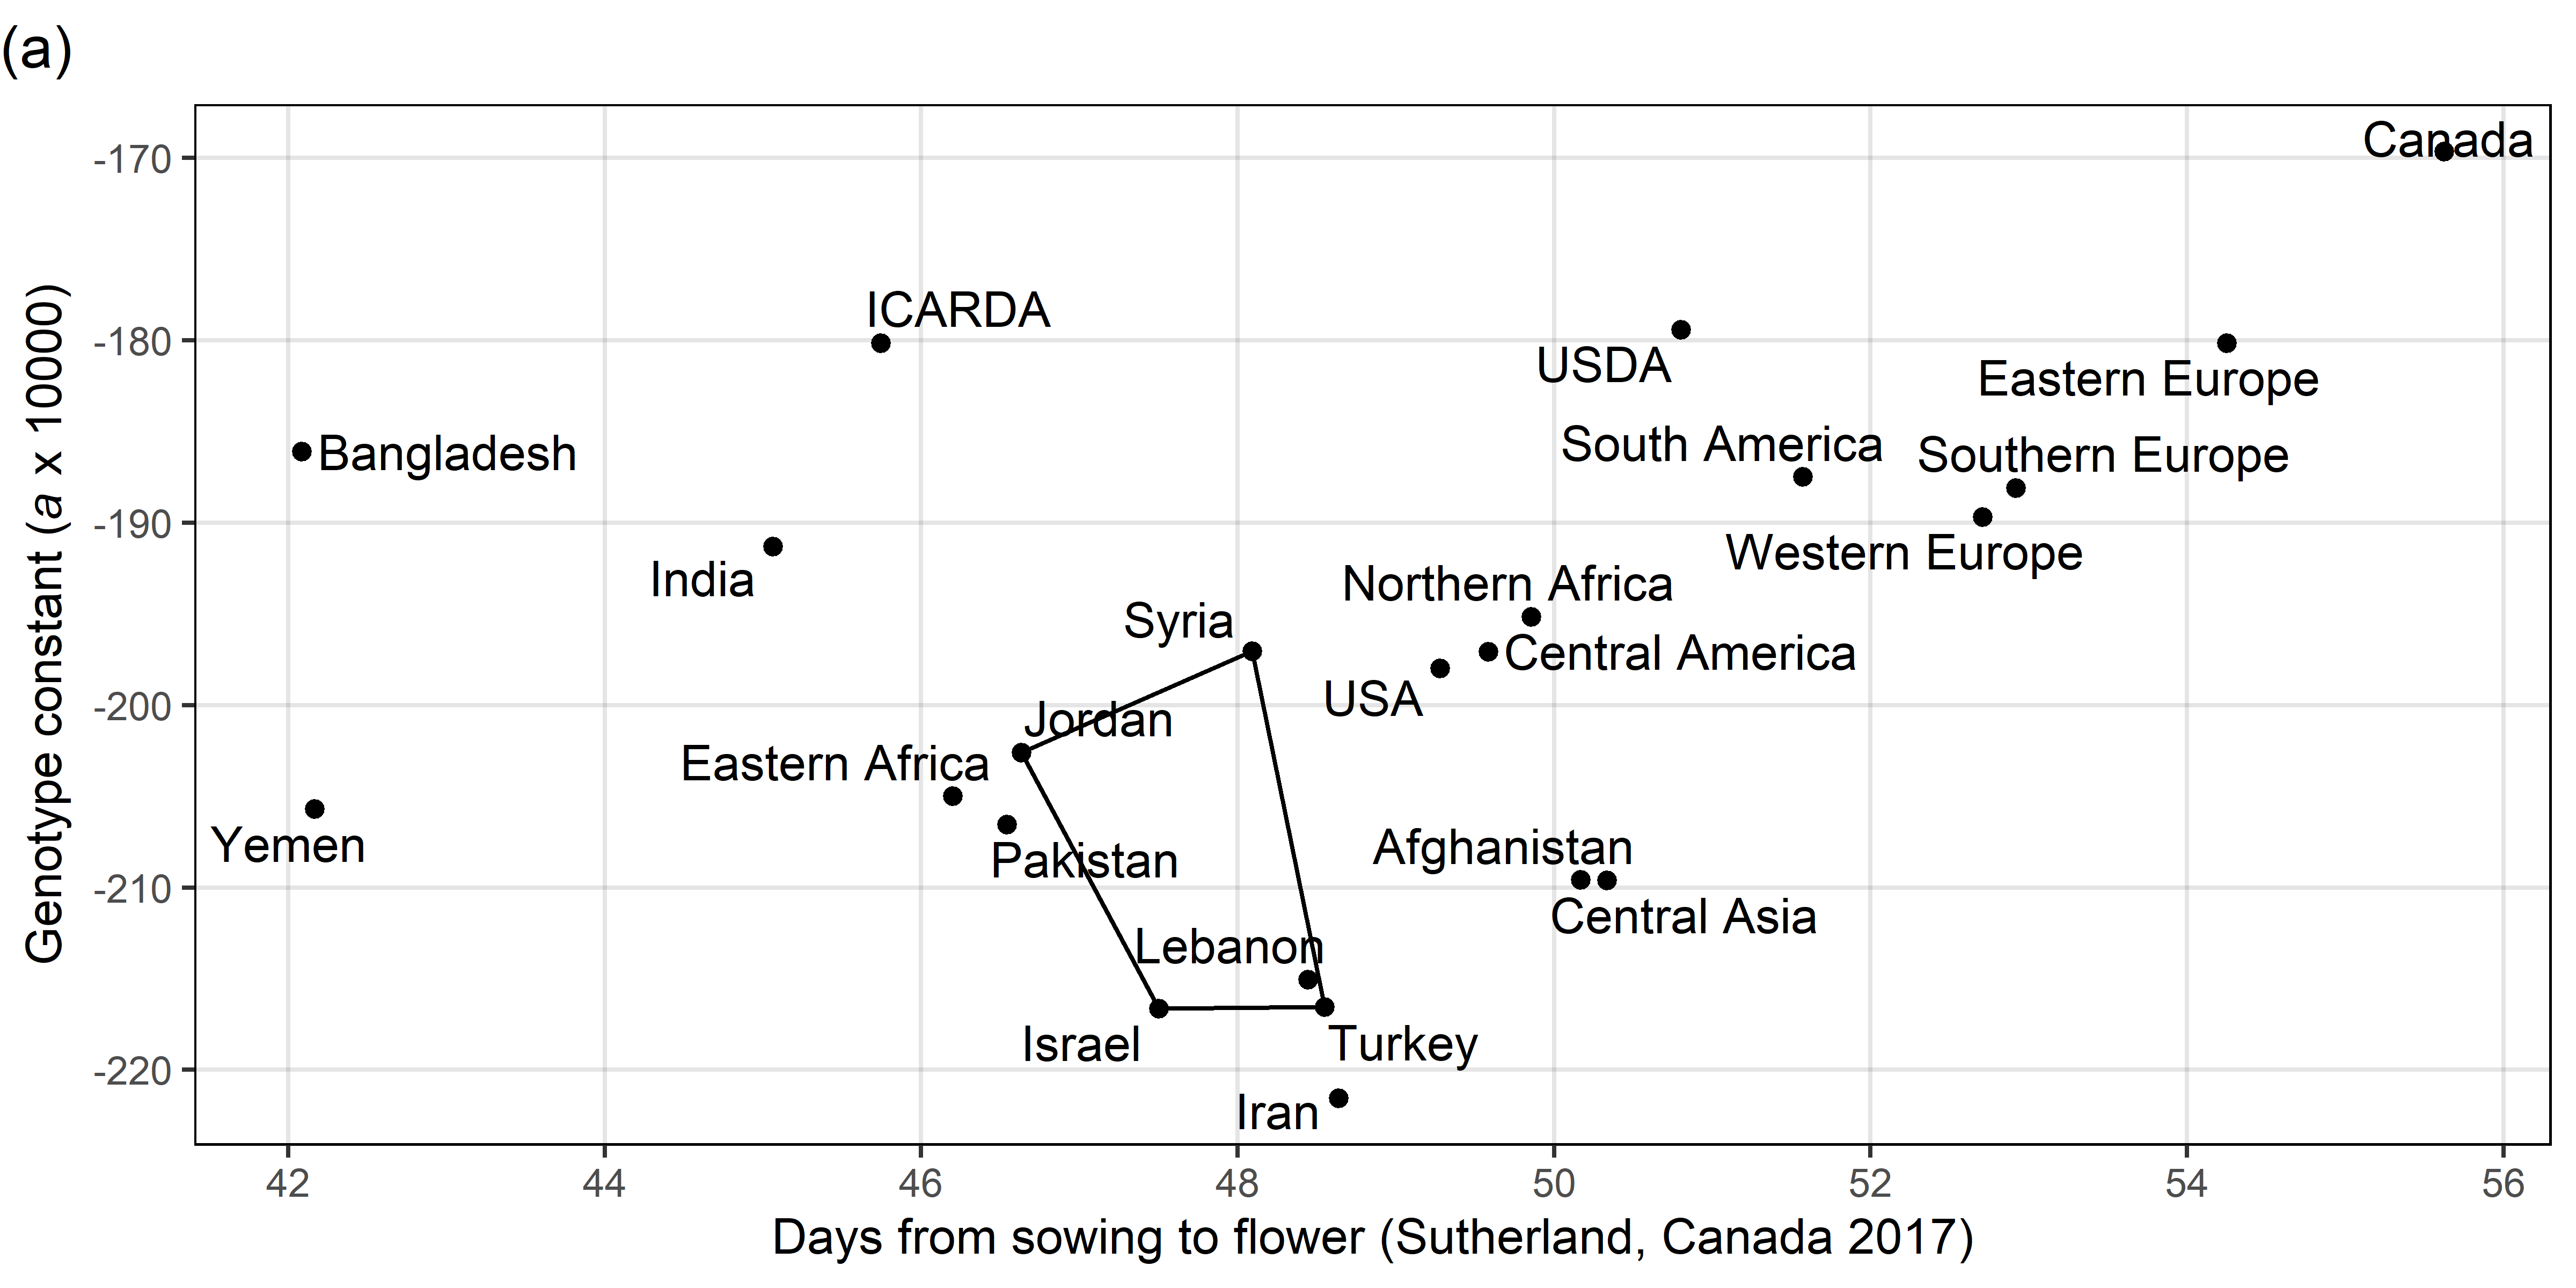 (a)
Canada
-170
ICARDA
-180
USDA
Eastern Europe
South America
Southern Europe
Bangladesh
-190
Western Europe
India
Northern Africa
Syria
Central America
USA
-200
Jordan
Eastern Africa
Yemen
Pakistan
Afghanistan
-210
Central Asia
Lebanon
Israel
Turkey
-220
Iran
Genotype constant (a x 10000)
42 44 46 48 50 52 54 56
Days from sowing to flower (Sutherland, Canada 2017)